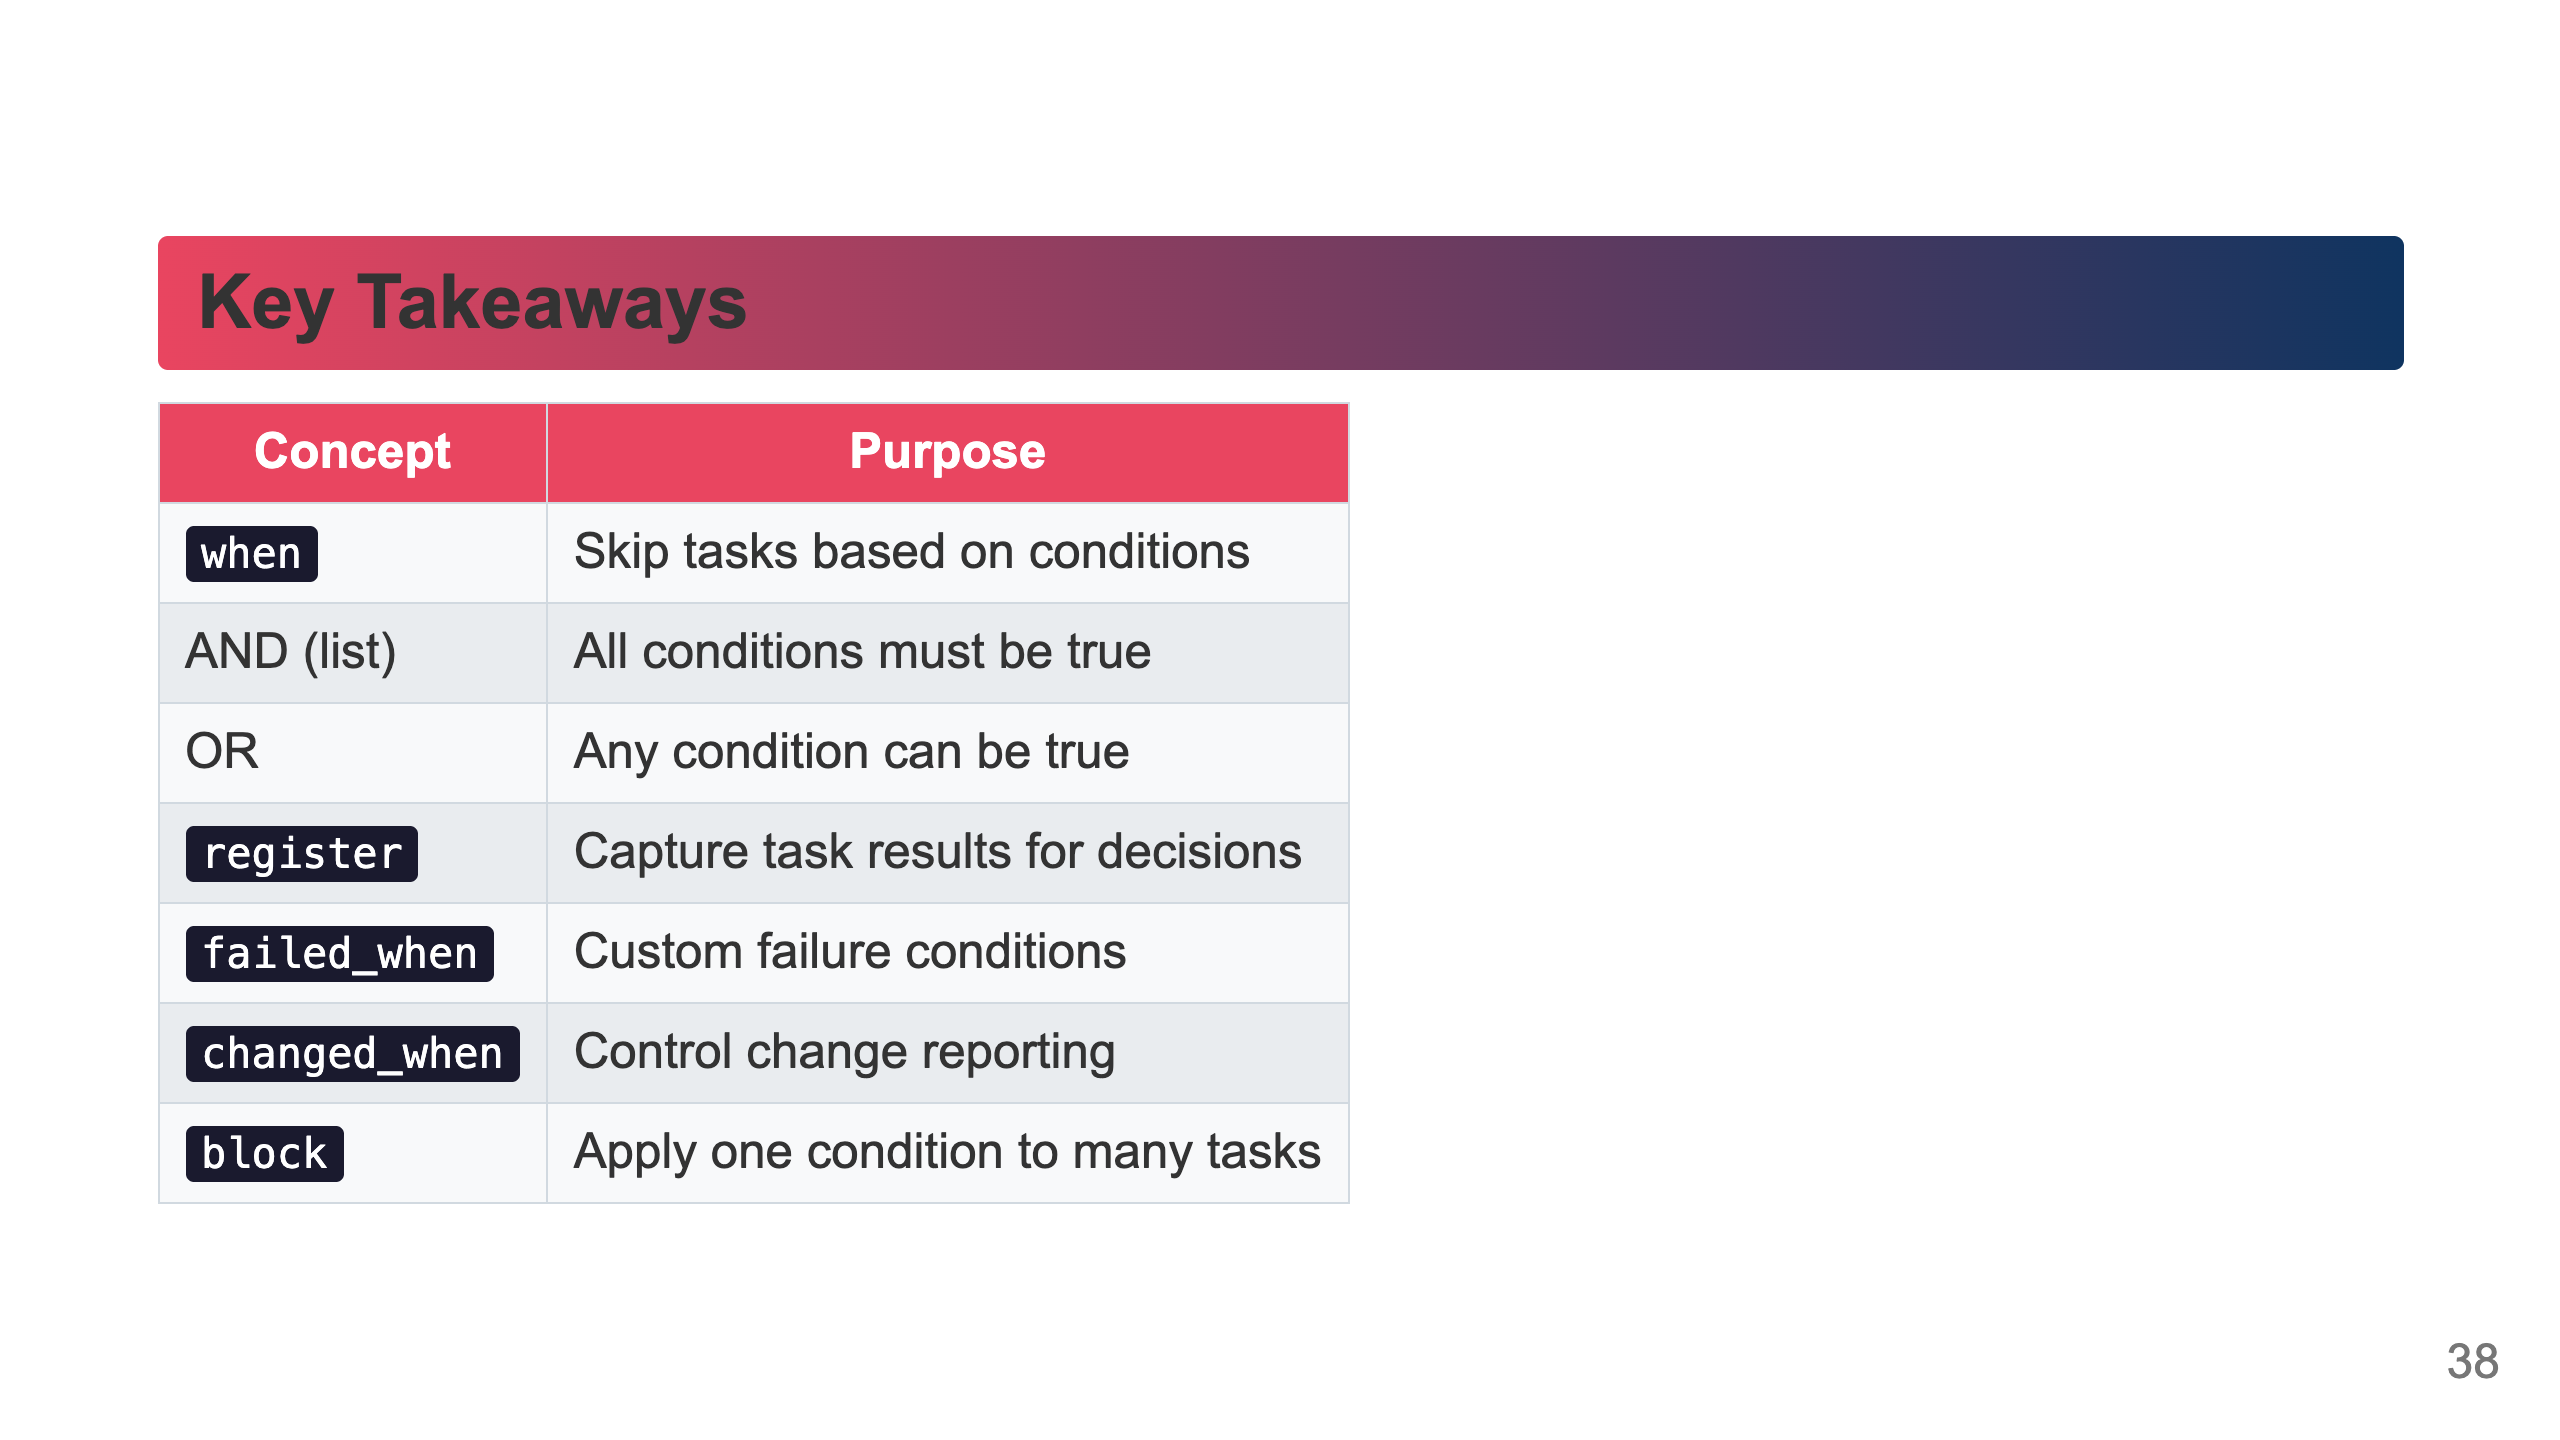 Key Takeaways
Concept Purpose
when Skip tasks based on conditions
AND (list) All conditions must be true
OR Any condition can be true
register Capture task results for decisions
failed_when Custom failure conditions
changed_when Control change reporting
block Apply one condition to many tasks
38